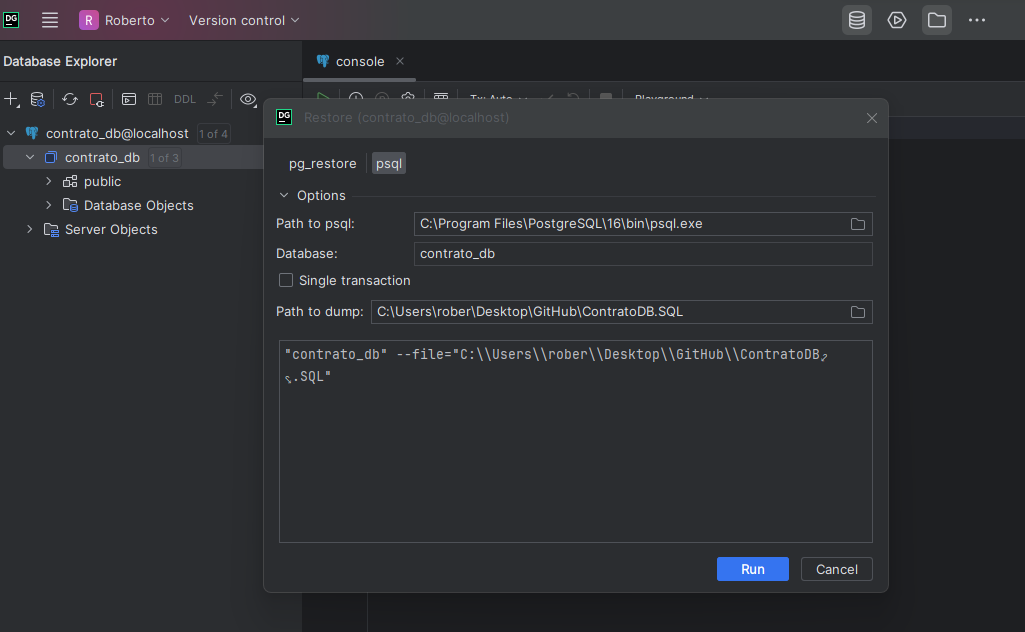 DG
R Roberto Version control
Database Explorer
console
DDL
Tx: Auto
Playground
contrato_db@localhost 1 of 4
contrato_db 1 of 3
public
Database Objects
Server Objects
DG Restore (contrato_db@localhost)
pg_restore psql
Options
Path to psql: C:\Program Files\PostgreSQL\16\bin\psql.exe
Database: contrato_db
Single transaction
Path to dump: C:\Users\rober\Desktop\GitHub\ContratoDB.SQL
"contrato_db" --file="C:\\Users\\rober\\Desktop\\GitHub\\ContratoDB
.SQL"
Run Cancel